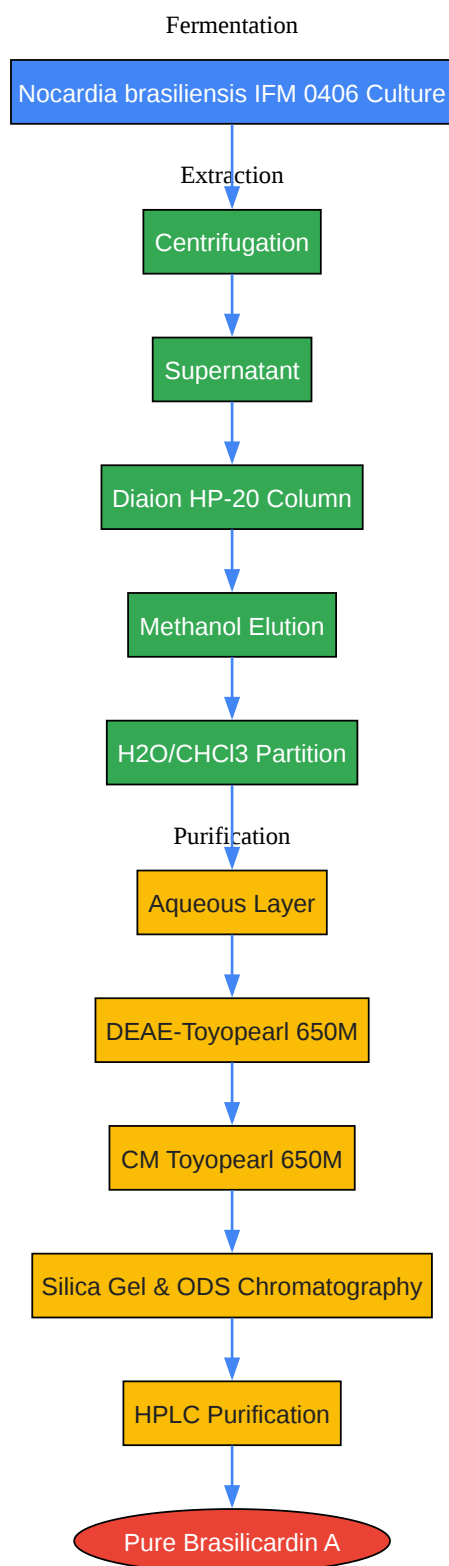 Fermentation
Nocardia brasiliensis IFM 0406 Culture
Extraction
Centrifugation
Supernatant
Diaion HP-20 Column
Methanol Elution
H2O/CHCl3 Partition
Purification
Aqueous Layer
DEAE-Toyopearl 650M
CM Toyopearl 650M
Silica Gel & ODS Chromatography
HPLC Purification
Pure Brasilicardin A